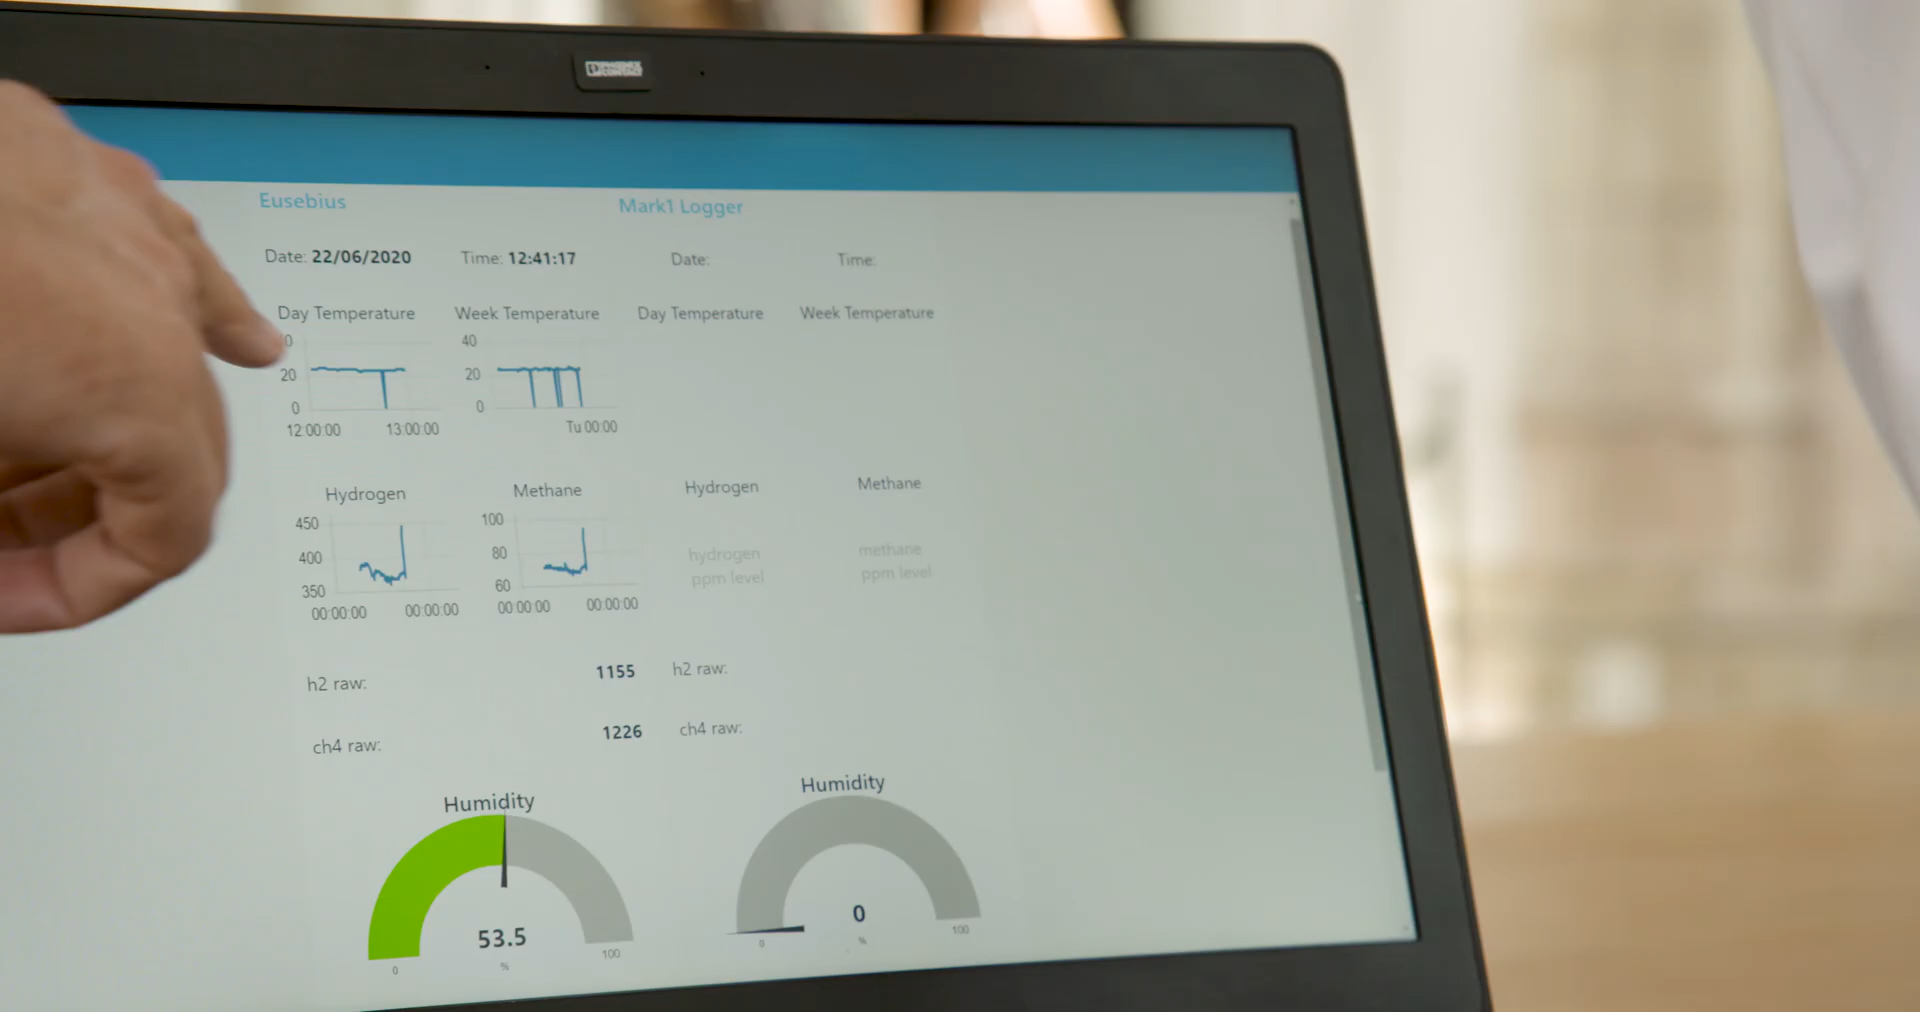 Eusebius
Mark1 Logger
Date: 22/06/2020
Time: 12:41:17
Date:
Time:
Day Temperature
Week Temperature
Day Temperature
Week Temperature
0
20
0
12:00:00
13:00:00
40
20
0
Tu 00:00
Hydrogen
Methane
Hydrogen
Methane
450
400
350
00:00:00
00:00:00
100
80
60
00:00:00
00:00:00
hydrogen
ppm level
methane
ppm level
h2 raw:
1155
h2 raw:
ch4 raw:
1226
ch4 raw:
Humidity
53.5
0
%
100
Humidity
0
0
%
100